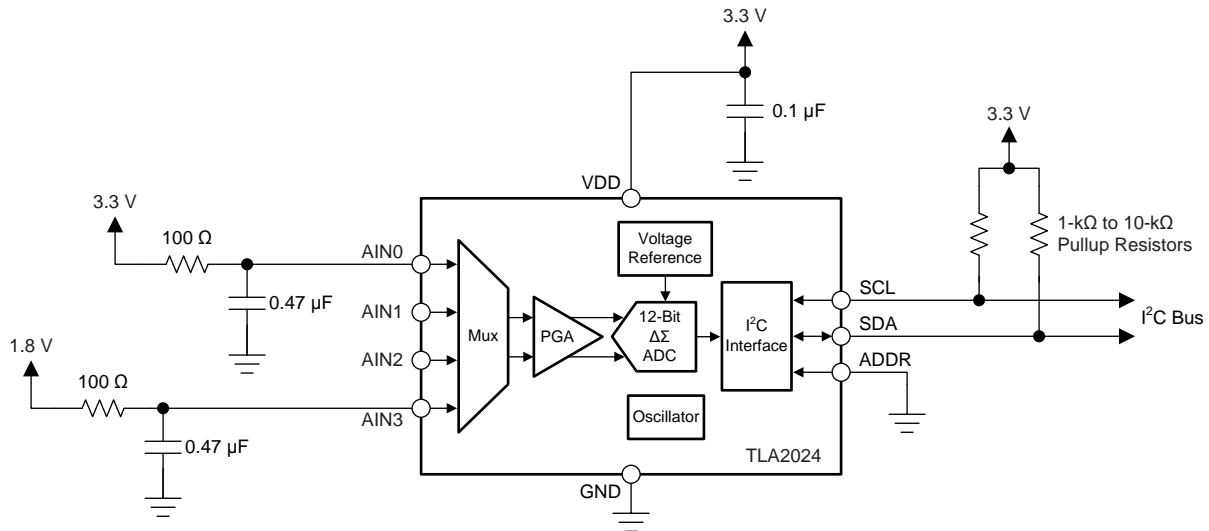 3.3 V
0.1 µF
3.3 V
VDD
1-kΩ to 10-kΩ
Pullup Resistors
3.3 V
100 Ω
AIN0
Voltage
Reference
0.47 µF
SCL
AIN1
12-Bit
ΔΣ
ADC
I²C
Interface
I²C Bus
Mux
PGA
SDA
1.8 V
AIN2
ADDR
100 Ω
AIN3
Oscillator
0.47 µF
TLA2024
GND